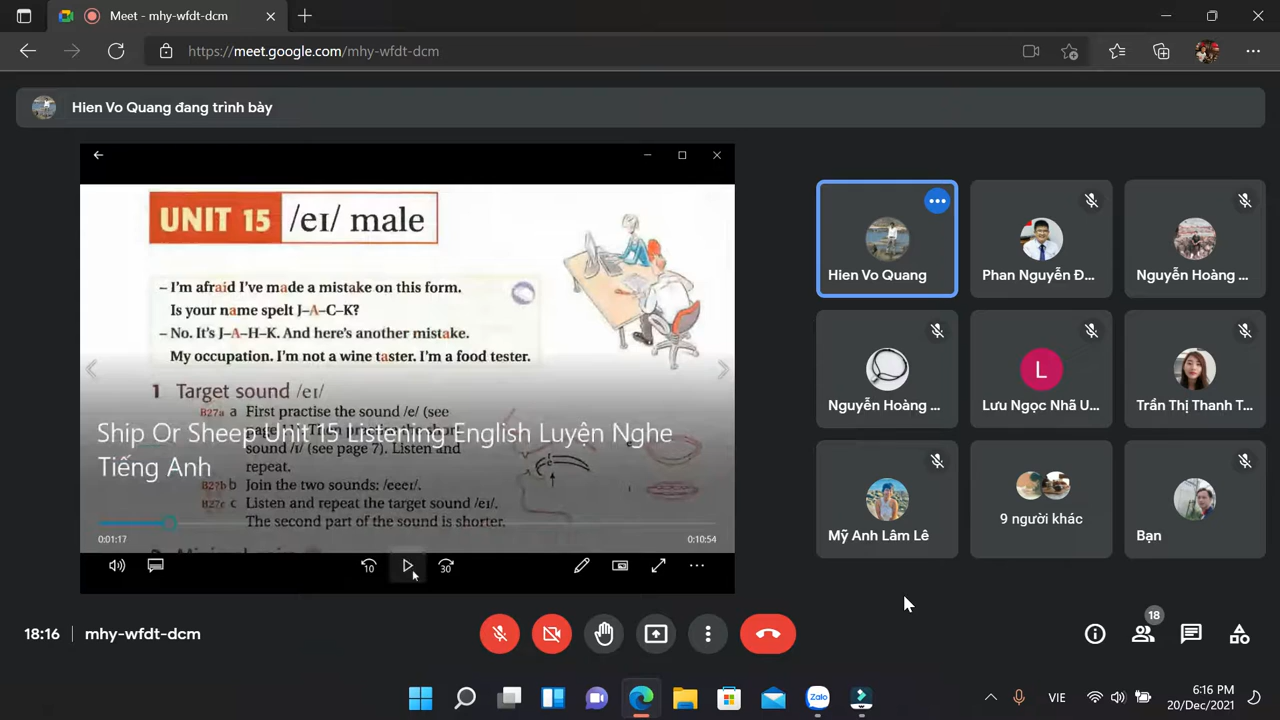 Meet - mhy-wfdt-dcm
https://meet.google.com/mhy-wfdt-dcm
Hien Vo Quang đang trình bày
UNIT 15 /eɪ/ male
– I'm afraid I've made a mistake on this form.
Is your name spelt J–A–C–K?
– No. It's J–A–H–K. And here's another mistake.
My occupation. I'm not a wine taster. I'm a food tester.
1 Target sound /eɪ/
B27a a First practise the sound /e/ (see
Ship Or Sheep Unit 15 Listening English Luyện Nghe
Tiếng Anh
sound /ɪ/ (see page 7). Listen and
repeat.
B27b b Join the two sounds: /eeeɪ/.
B27c c Listen and repeat the target sound /eɪ/.
The second part of the sound is shorter.
0:01:17
0:10:54
10
30
Hien Vo Quang
Phan Nguyễn Đ...
Nguyễn Hoàng ...
Nguyễn Hoàng ...
L
Lưu Ngọc Nhã U...
Trần Thị Thanh T...
Mỹ Anh Lâm Lê
9 người khác
Bạn
18:16
mhy-wfdt-dcm
18
Zalo
VIE
6:16 PM
20/Dec/2021